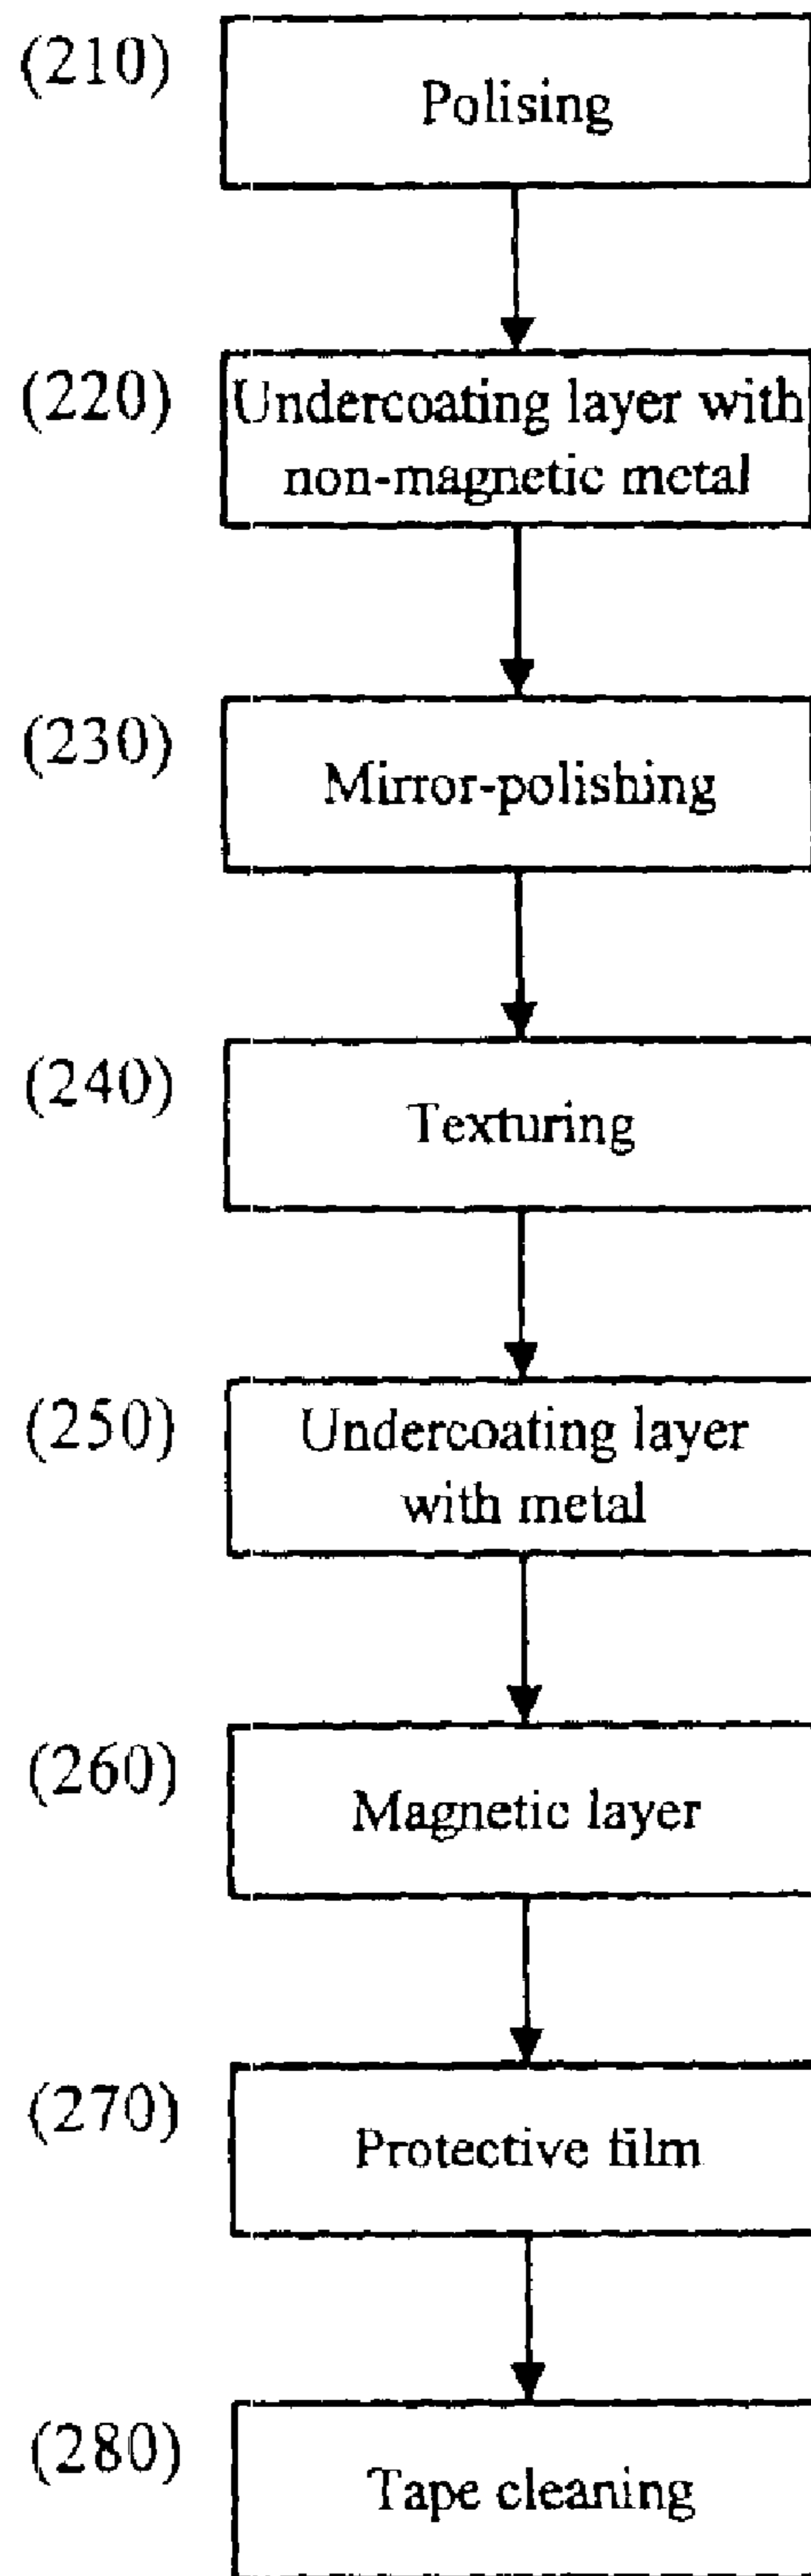 (210)
Polising
(220)
Undercoating layer with
non-magnetic metal
(230)
Mirror-polishing
(240)
Texturing
(250)
Undercoating layer
with metal
(260)
Magnetic layer
(270)
Protective film
(280)
Tape cleaning